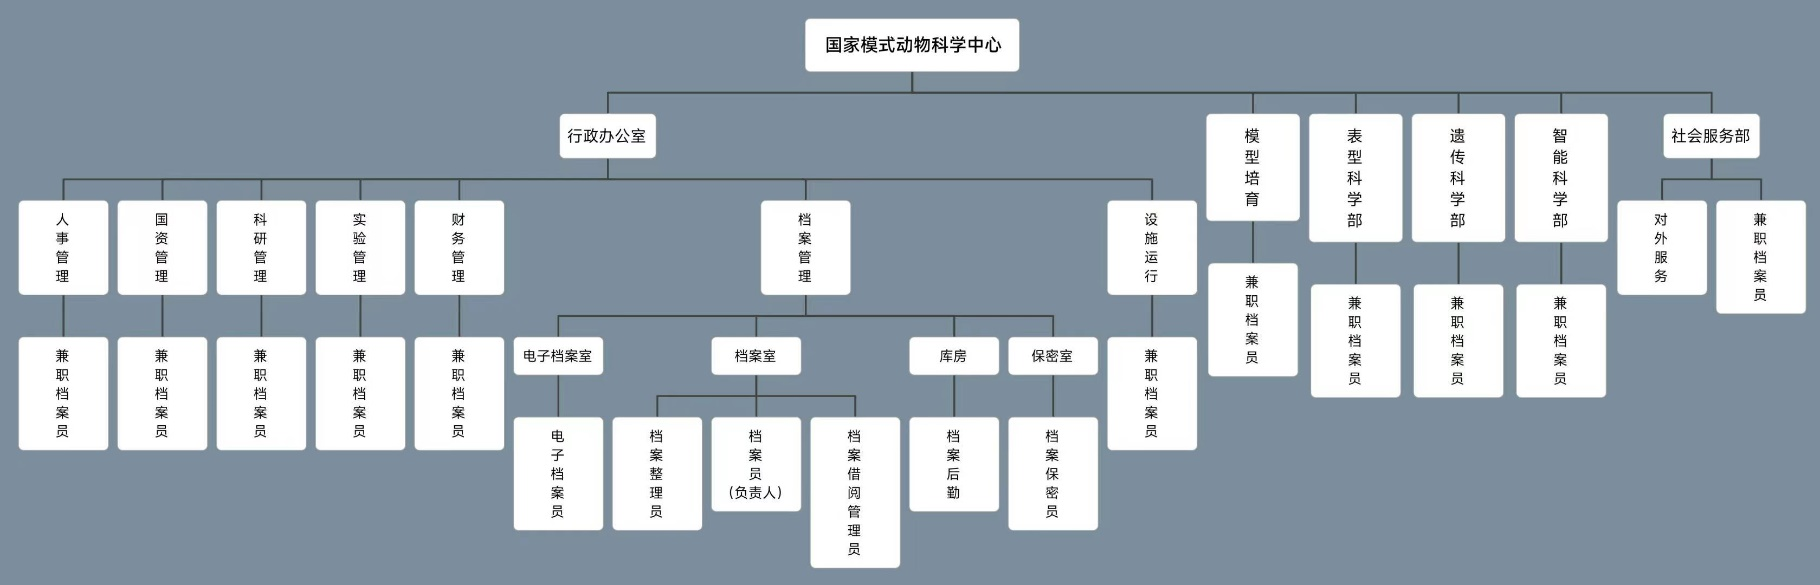 国家模式动物科学中心
行政办公室
模型培育
表型科学部
遗传科学部
智能科学部
社会服务部
人事管理
国资管理
科研管理
实验管理
财务管理
档案管理
设施运行
对外服务
兼职档案员
兼职档案员
兼职档案员
兼职档案员
兼职档案员
兼职档案员
兼职档案员
兼职档案员
兼职档案员
兼职档案员
电子档案室
档案室
库房
保密室
兼职档案员
电子档案员
档案整理员
档案员
(负责人)
档案借阅管理员
档案后勤
档案保密员